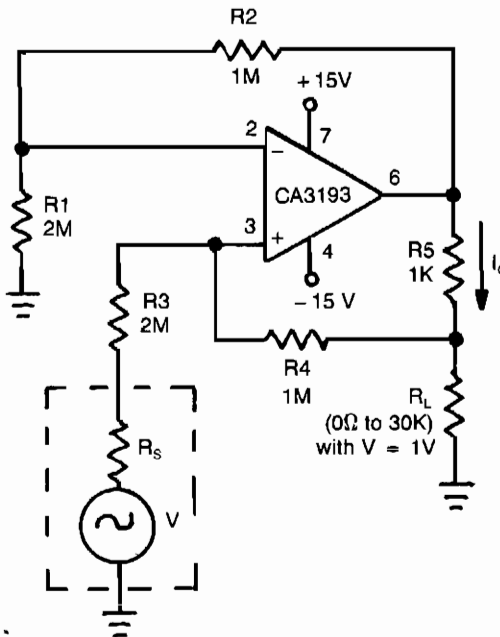 R2
1M
+ 15V
2
7
−
CA3193
6
R1
2M
3
+
4
− 15 V
R5
1K
R3
2M
R4
1M
RL
(0Ω to 30K)
with V = 1V
RS
V